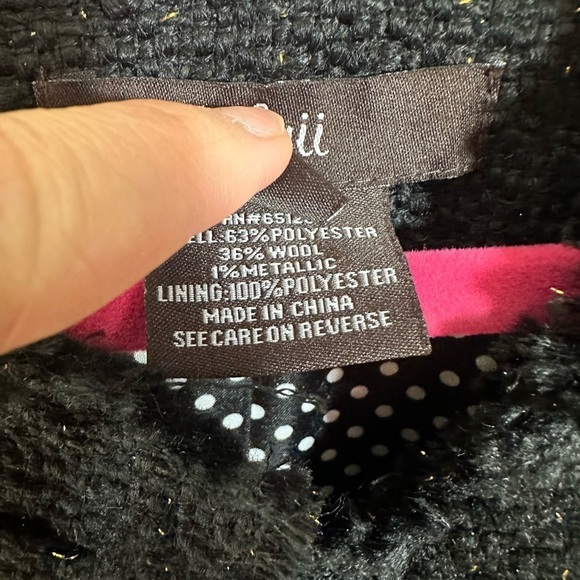 63%POLYESTER
36% WOOL
1%METALLIC
LINING:100%POLYESTER
MADE IN CHINA
SEE CARE ON REVERSE